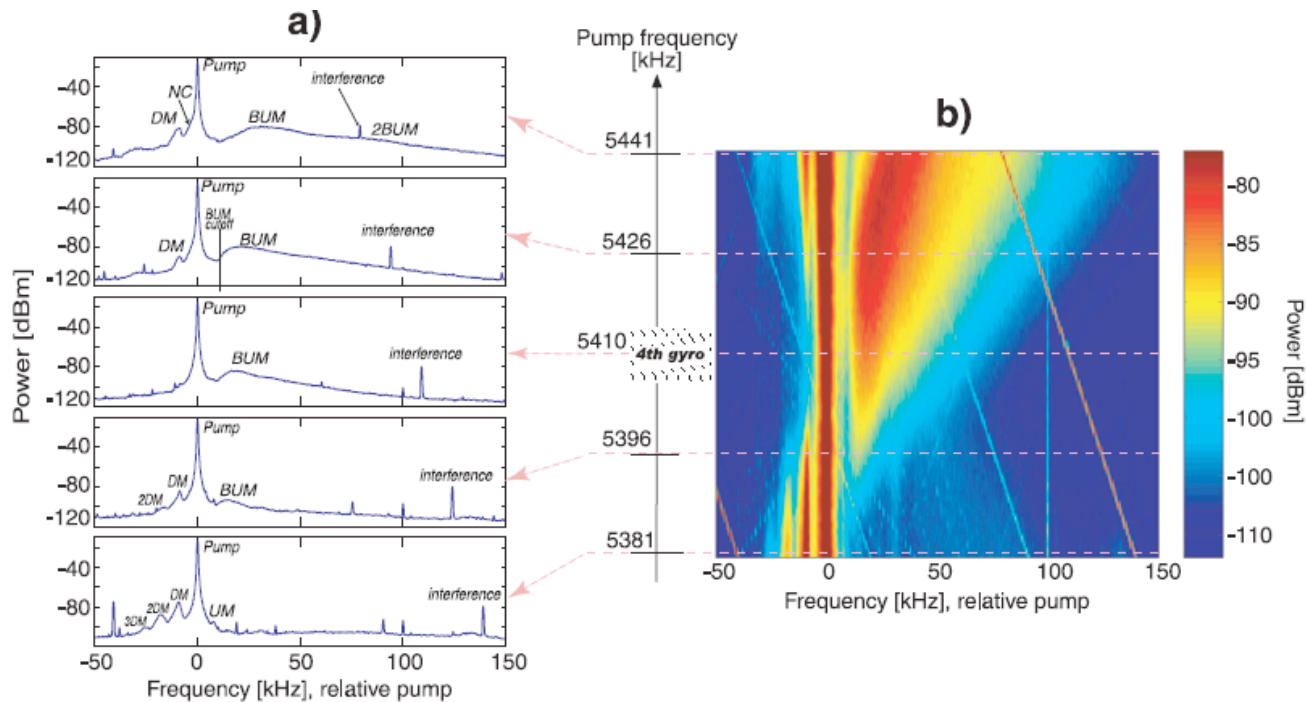 a)
Pump
NC
DM
BUM
interference
2BUM
-40
-80
-120
Pump
BUM
cutoff
DM
BUM
interference
-40
-80
-120
Pump
BUM
interference
-40
-80
-120
Pump
DM
2DM
BUM
interference
-40
-80
-120
Pump
DM
2DM
3DM
UM
interference
-40
-80
-50 0 50 100 150
Frequency [kHz], relative pump
Power [dBm]
Pump frequency
[kHz]
5441
5426
5410
4th gyro
5396
5381
b)
-50 0 50 100 150
Frequency [kHz], relative pump
-80
-85
-90
-95
-100
-100
-110
Power [dBm]